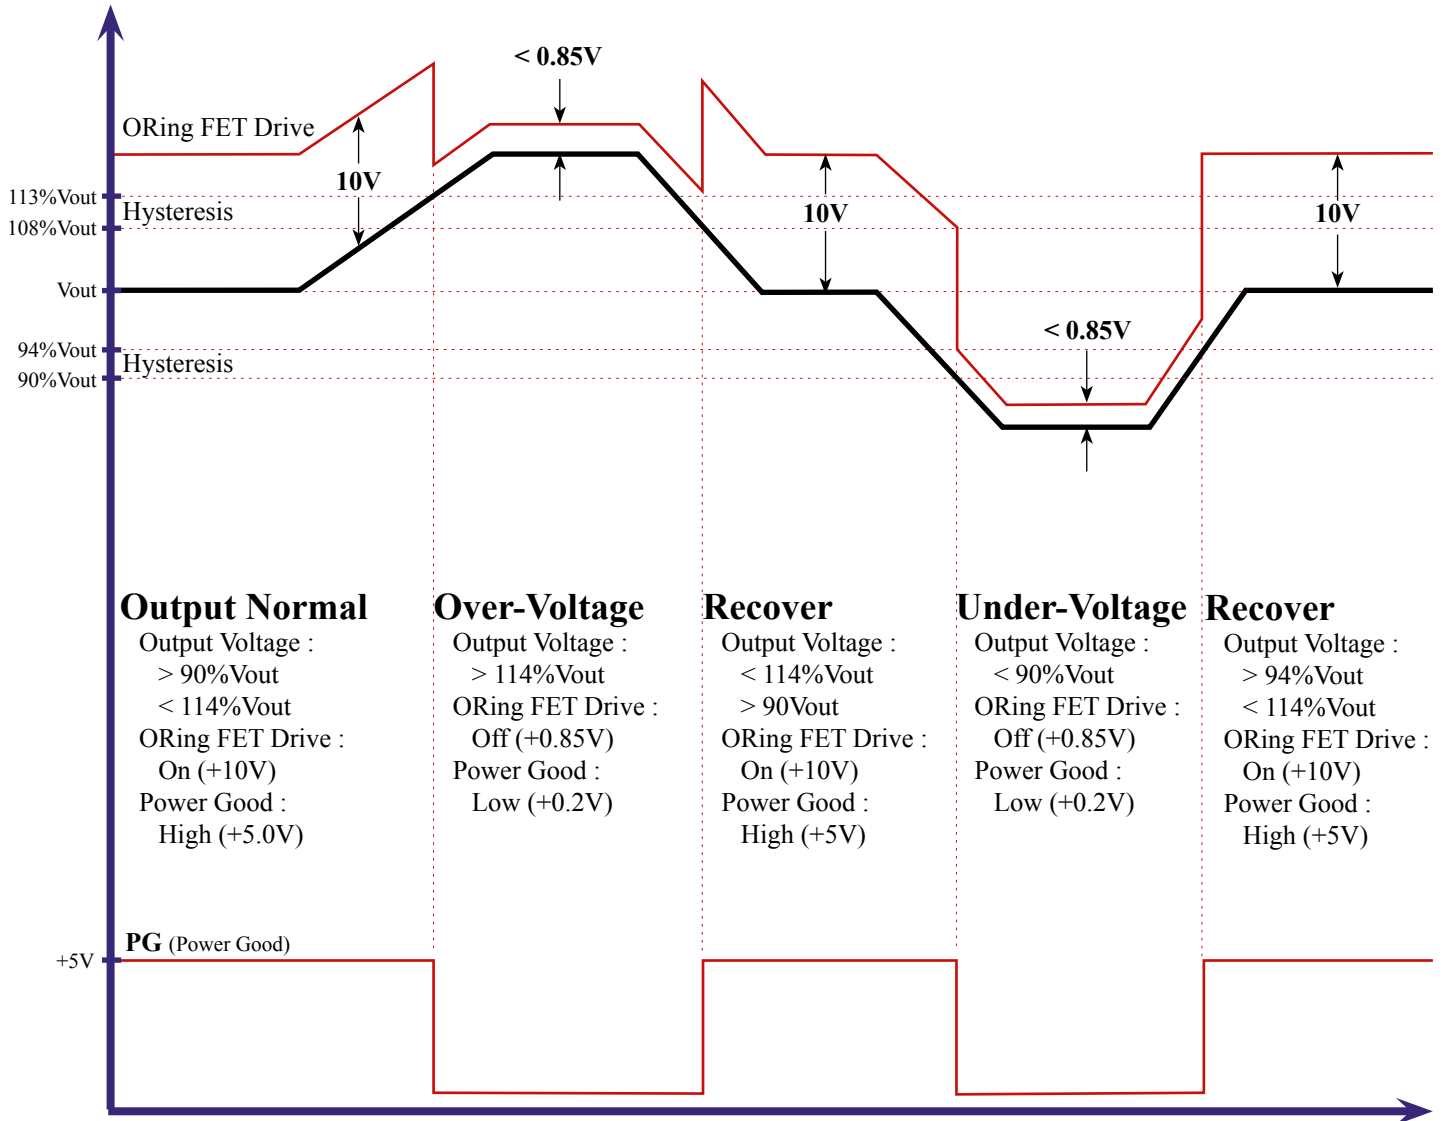 < 0.85V
ORing FET Drive
10V
113%Vout
Hysteresis
108%Vout
10V
10V
Vout
< 0.85V
94%Vout
Hysteresis
90%Vout
Output Normal
Output Voltage :
> 90%Vout
< 114%Vout
ORing FET Drive :
On (+10V)
Power Good :
High (+5.0V)
Over-Voltage
Output Voltage :
> 114%Vout
ORing FET Drive :
Off (+0.85V)
Power Good :
Low (+0.2V)
Recover
Output Voltage :
< 114%Vout
> 90Vout
ORing FET Drive :
On (+10V)
Power Good :
High (+5V)
Under-Voltage
Output Voltage :
< 90%Vout
ORing FET Drive :
Off (+0.85V)
Power Good :
Low (+0.2V)
Recover
Output Voltage :
> 94%Vout
< 114%Vout
ORing FET Drive :
On (+10V)
Power Good :
High (+5V)
PG (Power Good)
+5V